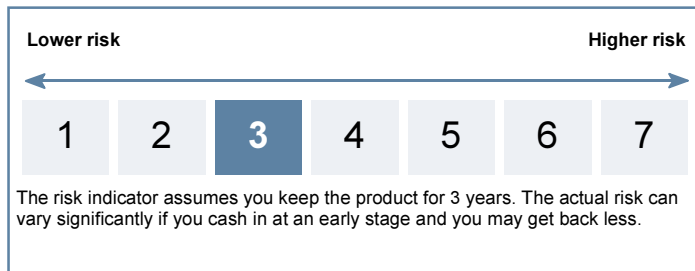 Lower risk Higher risk
1 2 3 4 5 6 7
The risk indicator assumes you keep the product for 3 years. The actual risk can
vary significantly if you cash in at an early stage and you may get back less.